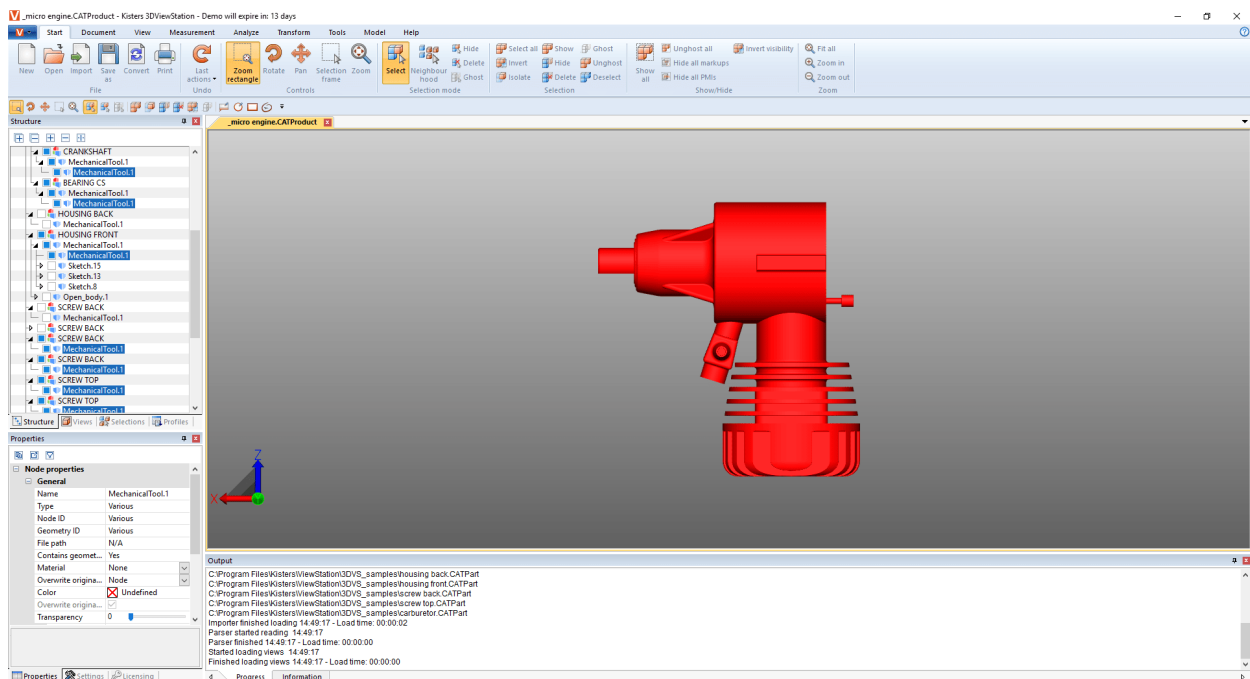 _micro engine.CATProduct - Kisters 3DViewStation - Demo will expire in: 13 days
Start Document View Measurement Analyze Transform Tools Model Help
New Open Import Save as Convert Print
File
Last actions
Undo
Zoom rectangle Rotate Pan Selection frame Zoom
Controls
Select Neighbour hood Hide Delete Ghost
Selection mode
Select all Show Ghost
Invert Hide Unghost
Isolate Delete Deselect
Selection
Show all
Unghost all Invert visibility
Hide all markups
Hide all PMIs
Show/Hide
Fit all
Zoom in
Zoom out
Zoom
Structure
_micro engine.CATProduct
CRANKSHAFT
MechanicalTool.1
MechanicalTool.1
BEARING CS
MechanicalTool.1
MechanicalTool.1
HOUSING BACK
MechanicalTool.1
HOUSING FRONT
MechanicalTool.1
MechanicalTool.1
Sketch.15
Sketch.13
Sketch.8
Open_body.1
SCREW BACK
MechanicalTool.1
SCREW BACK
SCREW BACK
MechanicalTool.1
SCREW BACK
MechanicalTool.1
SCREW TOP
MechanicalTool.1
SCREW TOP
MechanicalTool.1
Structure Views Selections Profiles
Properties
Node properties
General
Name MechanicalTool.1
Type Various
Node ID Various
Geometry ID Various
File path N/A
Contains geomet... Yes
Material None
Overwrite origina... Node
Color Undefined
Overwrite origina...
Transparency 0
Properties Settings Licensing
Z
X
Output
C:\Program Files\Kisters\ViewStation\3DVS_samples\housing back.CATPart
C:\Program Files\Kisters\ViewStation\3DVS_samples\housing front.CATPart
C:\Program Files\Kisters\ViewStation\3DVS_samples\screw back.CATPart
C:\Program Files\Kisters\ViewStation\3DVS_samples\screw top.CATPart
C:\Program Files\Kisters\ViewStation\3DVS_samples\carburetor.CATPart
Importer finished loading 14:49:17 - Load time: 00:00:02
Parser started reading 14:49:17
Parser finished 14:49:17 - Load time: 00:00:00
Started loading views 14:49:17
Finished loading views 14:49:17 - Load time: 00:00:00
Progress Information